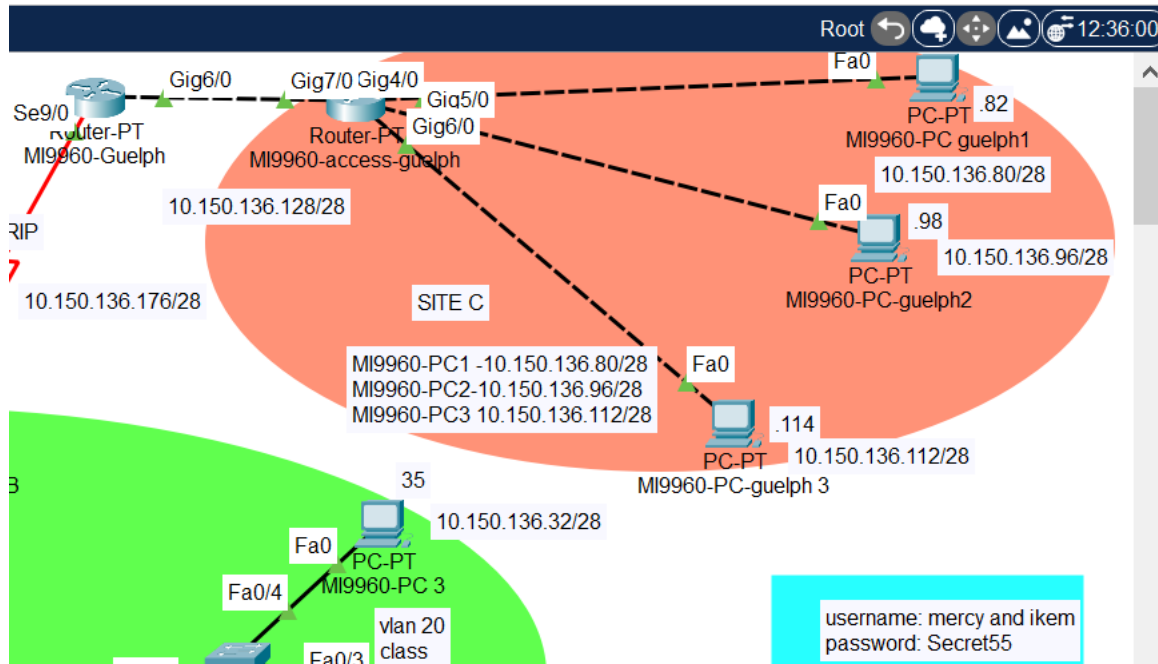 Root 12:36:00
Gig6/0
Gig7/0 Gig4/0
Gig5/0
Gig6/0
Fa0
Se9/0
Router-PT
MI9960-Guelph
Router-PT
MI9960-access-guelph
.82
PC-PT
MI9960-PC guelph1
10.150.136.80/28
10.150.136.128/28
Fa0
.98
10.150.136.96/28
PC-PT
MI9960-PC-guelph2
RIP
10.150.136.176/28
SITE C
MI9960-PC1 -10.150.136.80/28
MI9960-PC2-10.150.136.96/28
MI9960-PC3 10.150.136.112/28
Fa0
.114
10.150.136.112/28
PC-PT
MI9960-PC-guelph 3
B
35
10.150.136.32/28
Fa0
PC-PT
MI9960-PC 3
Fa0/4
vlan 20
class
Fa0/3
username: mercy and ikem
password: Secret55